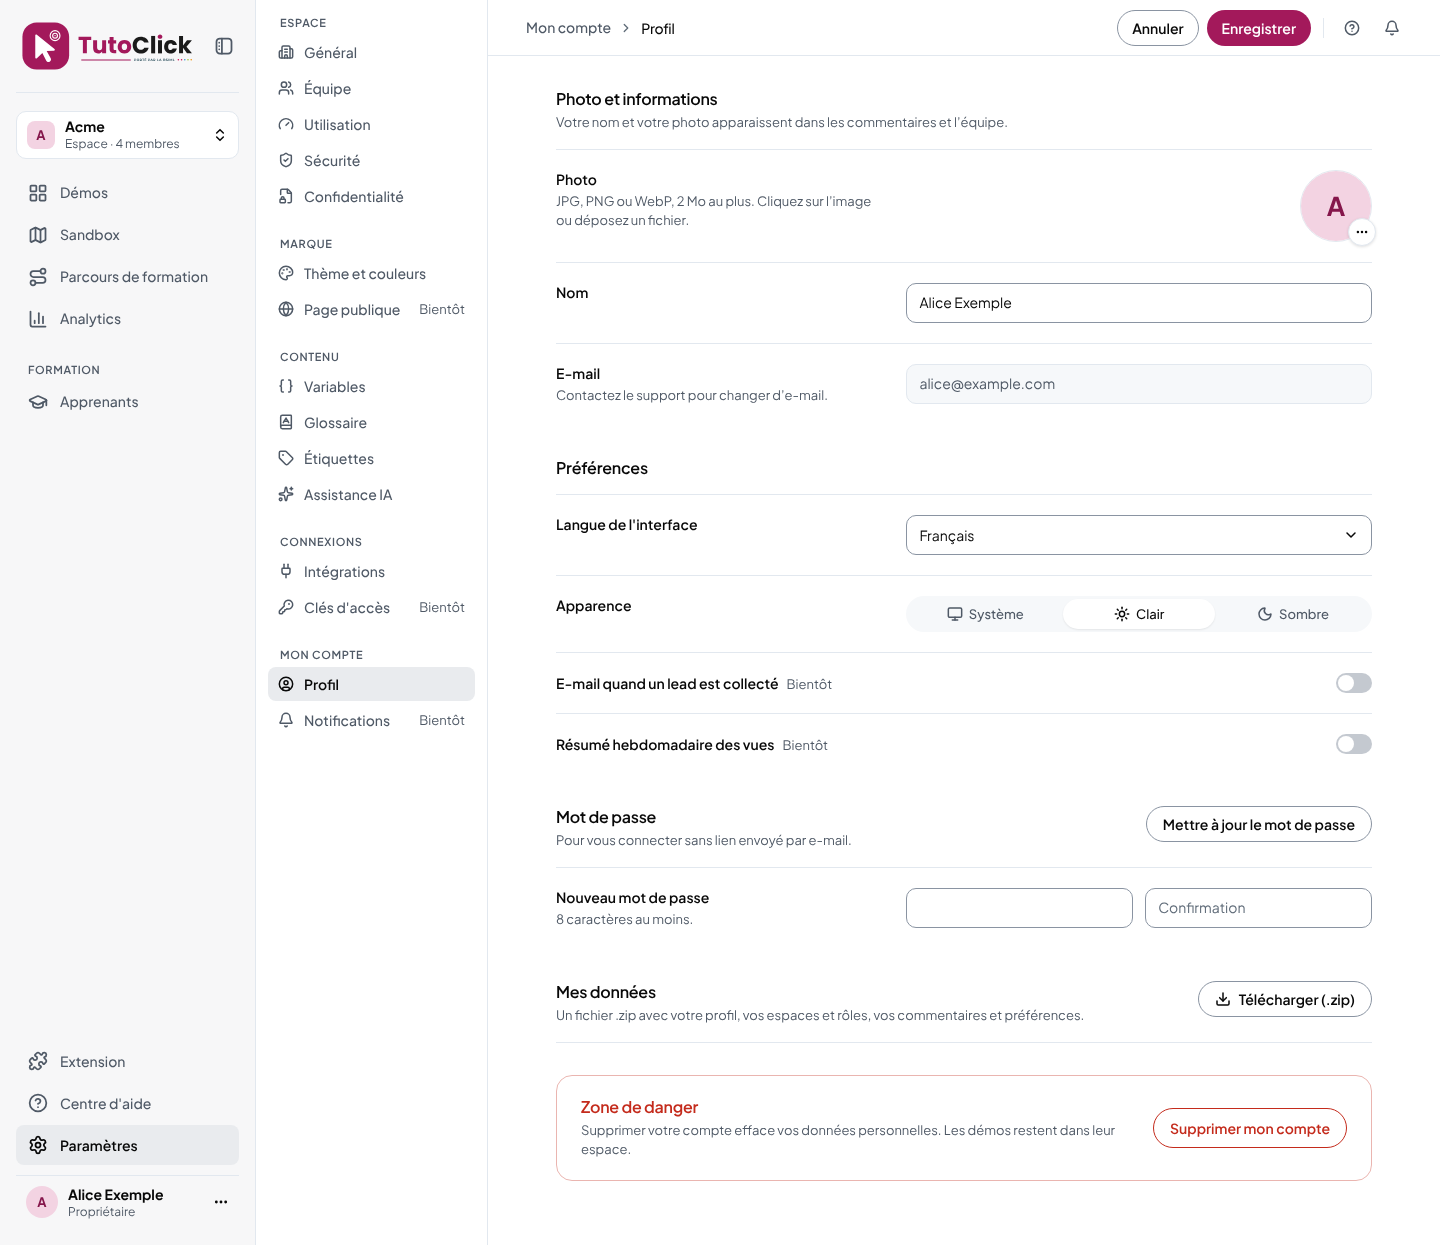 TutoClick
Acme
Espace · 4 membres
A
Démos
Sandbox
Parcours de formation
Analytics
FORMATION
Apprenants
Extension
Centre d'aide
Paramètres
A
Alice Exemple
Propriétaire
ESPACE
Général
Équipe
Utilisation
Sécurité
Confidentialité
MARQUE
Thème et couleurs
Page publique Bientôt
CONTENU
Variables
Glossaire
Étiquettes
Assistance IA
CONNEXIONS
Intégrations
Clés d'accès Bientôt
MON COMPTE
Profil
Notifications Bientôt
Mon compte > Profil
Annuler
Enregistrer
Photo et informations
Votre nom et votre photo apparaissent dans les commentaires et l'équipe.
Photo
JPG, PNG ou WebP, 2 Mo au plus. Cliquez sur l'image
ou déposez un fichier.
A
Nom
Alice Exemple
E-mail
Contactez le support pour changer d'e-mail.
alice@example.com
Préférences
Langue de l'interface
Français
Apparence
Système Clair Sombre
E-mail quand un lead est collecté Bientôt
Résumé hebdomadaire des vues Bientôt
Mot de passe
Pour vous connecter sans lien envoyé par e-mail.
Mettre à jour le mot de passe
Nouveau mot de passe
8 caractères au moins.
Confirmation
Mes données
Un fichier .zip avec votre profil, vos espaces et rôles, vos commentaires et préférences.
Télécharger (.zip)
Zone de danger
Supprimer votre compte efface vos données personnelles. Les démos restent dans leur
espace.
Supprimer mon compte